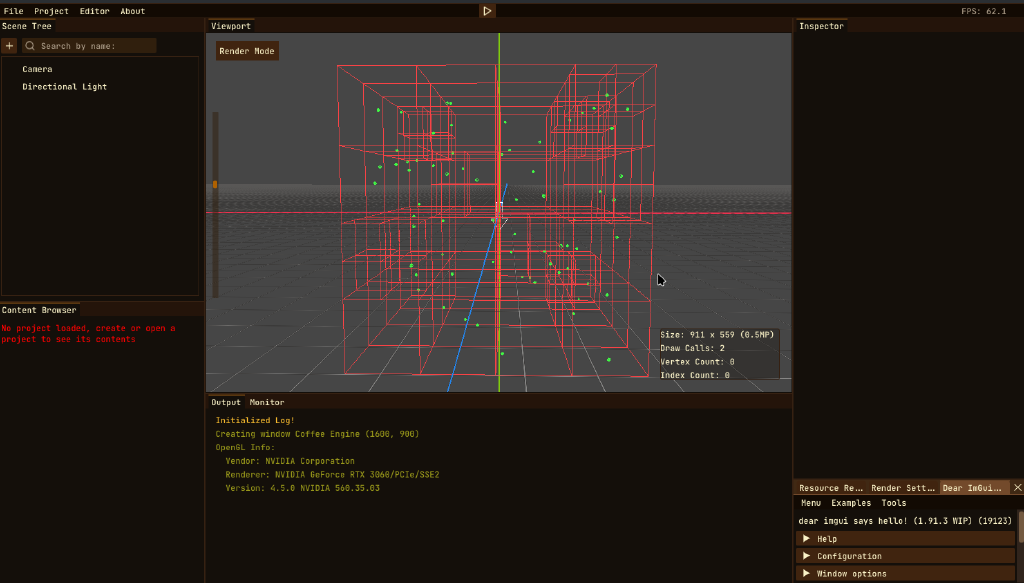 File Project Editor About
FPS: 62.1
Scene Tree
Search by name:
Camera
Directional Light
Content Browser
No project loaded, create or open a
project to see its contents
Viewport
Render Mode
Size: 911 x 559 (0.5MP)
Draw Calls: 2
Vertex Count: 0
Index Count: 0
Output Monitor
Initialized Log!
Creating window Coffee Engine (1600, 900)
OpenGL Info:
Vendor: NVIDIA Corporation
Renderer: NVIDIA GeForce RTX 3060/PCIe/SSE2
Version: 4.5.0 NVIDIA 560.35.03
Inspector
Resource Re... Render Sett... Dear ImGui...
Menu Examples Tools
dear imgui says hello! (1.91.3 WIP) (19123)
Help
Configuration
Window options